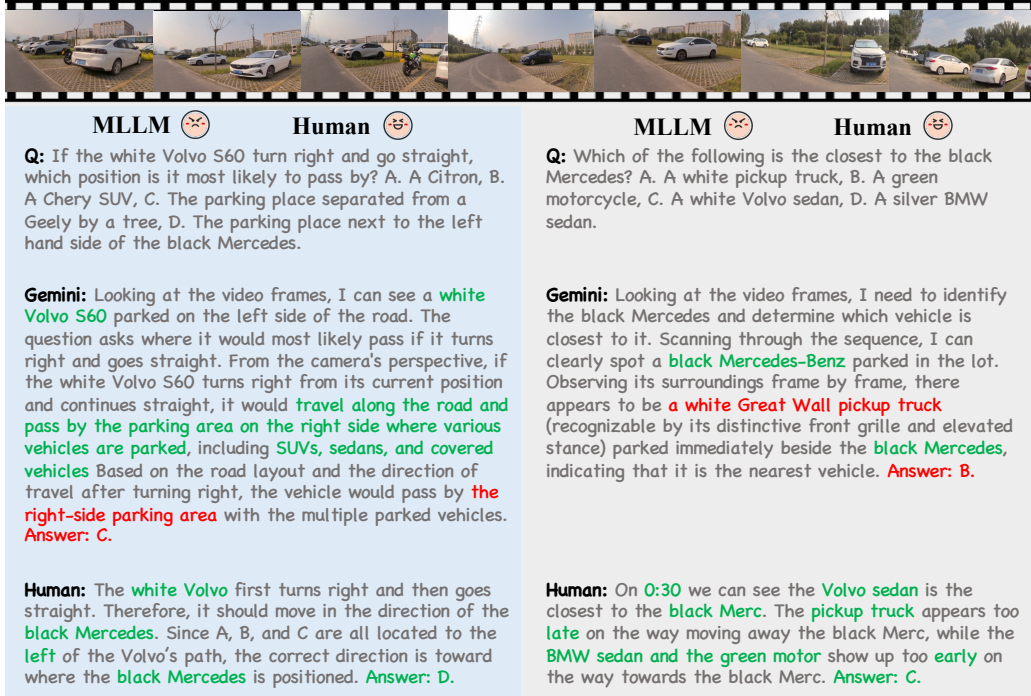 MLLM Human
Q: If the white Volvo S60 turn right and go straight,
which position is it most likely to pass by? A. A Citron, B.
A Chery SUV, C. The parking place separated from a
Geely by a tree, D. The parking place next to the left
hand side of the black Mercedes.
Gemini: Looking at the video frames, I can see a white
Volvo S60 parked on the left side of the road. The
question asks where it would most likely pass if it turns
right and goes straight. From the camera's perspective, if
the white Volvo S60 turns right from its current position
and continues straight, it would travel along the road and
pass by the parking area on the right side where various
vehicles are parked, including SUVs, sedans, and covered
vehicles Based on the road layout and the direction of
travel after turning right, the vehicle would pass by the
right-side parking area with the multiple parked vehicles.
Answer: C.
Human: The white Volvo first turns right and then goes
straight. Therefore, it should move in the direction of the
black Mercedes. Since A, B, and C are all located to the
left of the Volvo's path, the correct direction is toward
where the black Mercedes is positioned. Answer: D.
MLLM Human
Q: Which of the following is the closest to the black
Mercedes? A. A white pickup truck, B. A green
motorcycle, C. A white Volvo sedan, D. A silver BMW
sedan.
Gemini: Looking at the video frames, I need to identify
the black Mercedes and determine which vehicle is
closest to it. Scanning through the sequence, I can
clearly spot a black Mercedes-Benz parked in the lot.
Observing its surroundings frame by frame, there
appears to be a white Great Wall pickup truck
(recognizable by its distinctive front grille and elevated
stance) parked immediately beside the black Mercedes,
indicating that it is the nearest vehicle. Answer: B.
Human: On 0:30 we can see the Volvo sedan is the
closest to the black Merc. The pickup truck appears too
late on the way moving away the black Merc, while the
BMW sedan and the green motor show up too early on
the way towards the black Merc. Answer: C.